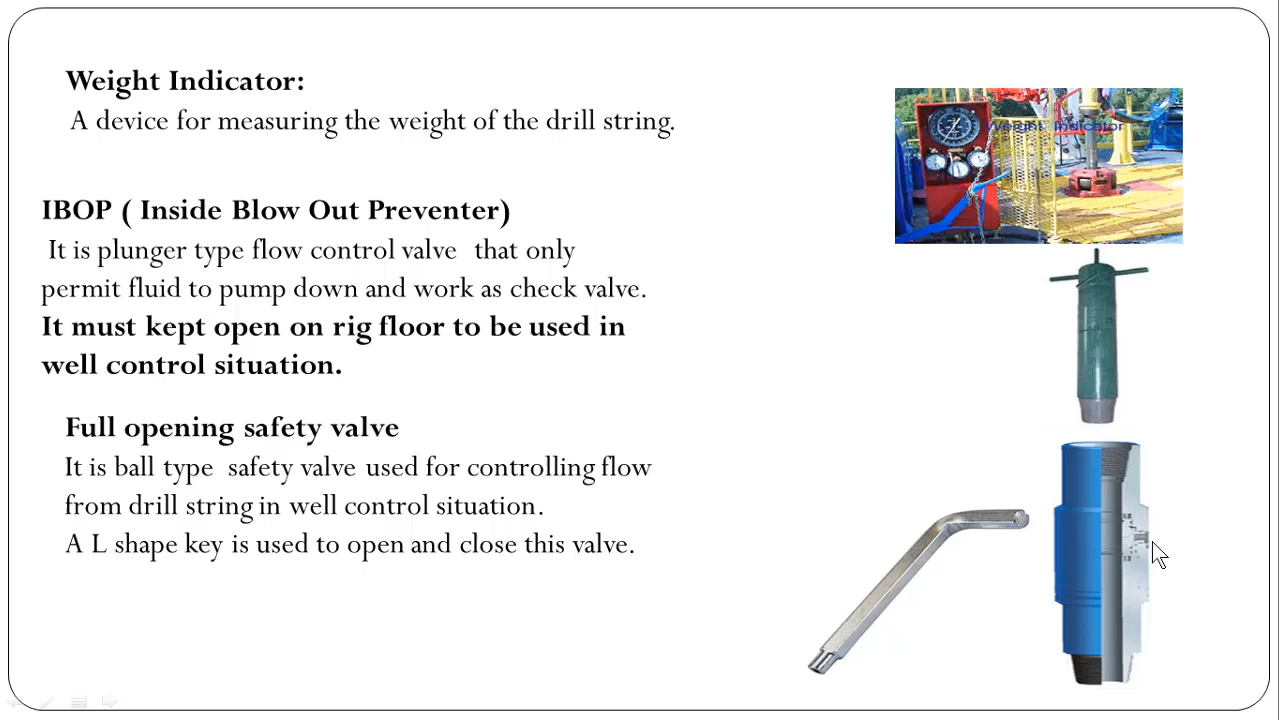 Weight Indicator:
A device for measuring the weight of the drill string.
Weight Indicator
IBOP ( Inside Blow Out Preventer)
It is plunger type flow control valve that only
permit fluid to pump down and work as check valve.
It must kept open on rig floor to be used in
well control situation.
Full opening safety valve
It is ball type safety valve used for controlling flow
from drill string in well control situation.
A L shape key is used to open and close this valve.